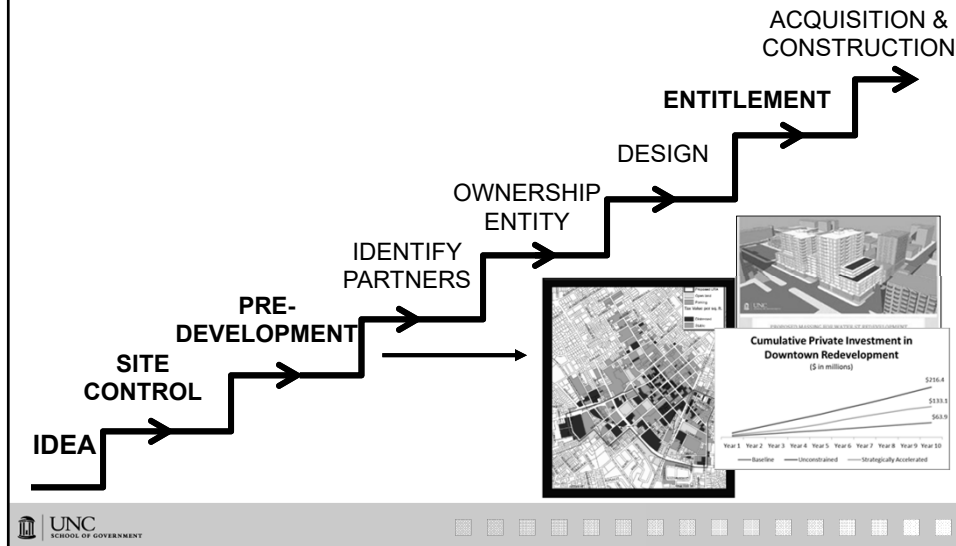 ACQUISITION &
CONSTRUCTION
ENTITLEMENT
DESIGN
OWNERSHIP
ENTITY
IDENTIFY
PARTNERS
PRE-
DEVELOPMENT
SITE
CONTROL
IDEA
UNC
Cumulative Private Investment in
Downtown Redevelopment
($ in millions)
$216.4
$133.1
$63.9
Year 1 Year 2 Year 3 Year 4 Year 5 Year 6 Year 7 Year 8 Year 9 Year 10
Baseline Unconstrained Strategically Accelerated
UNC
SCHOOL OF GOVERNMENT